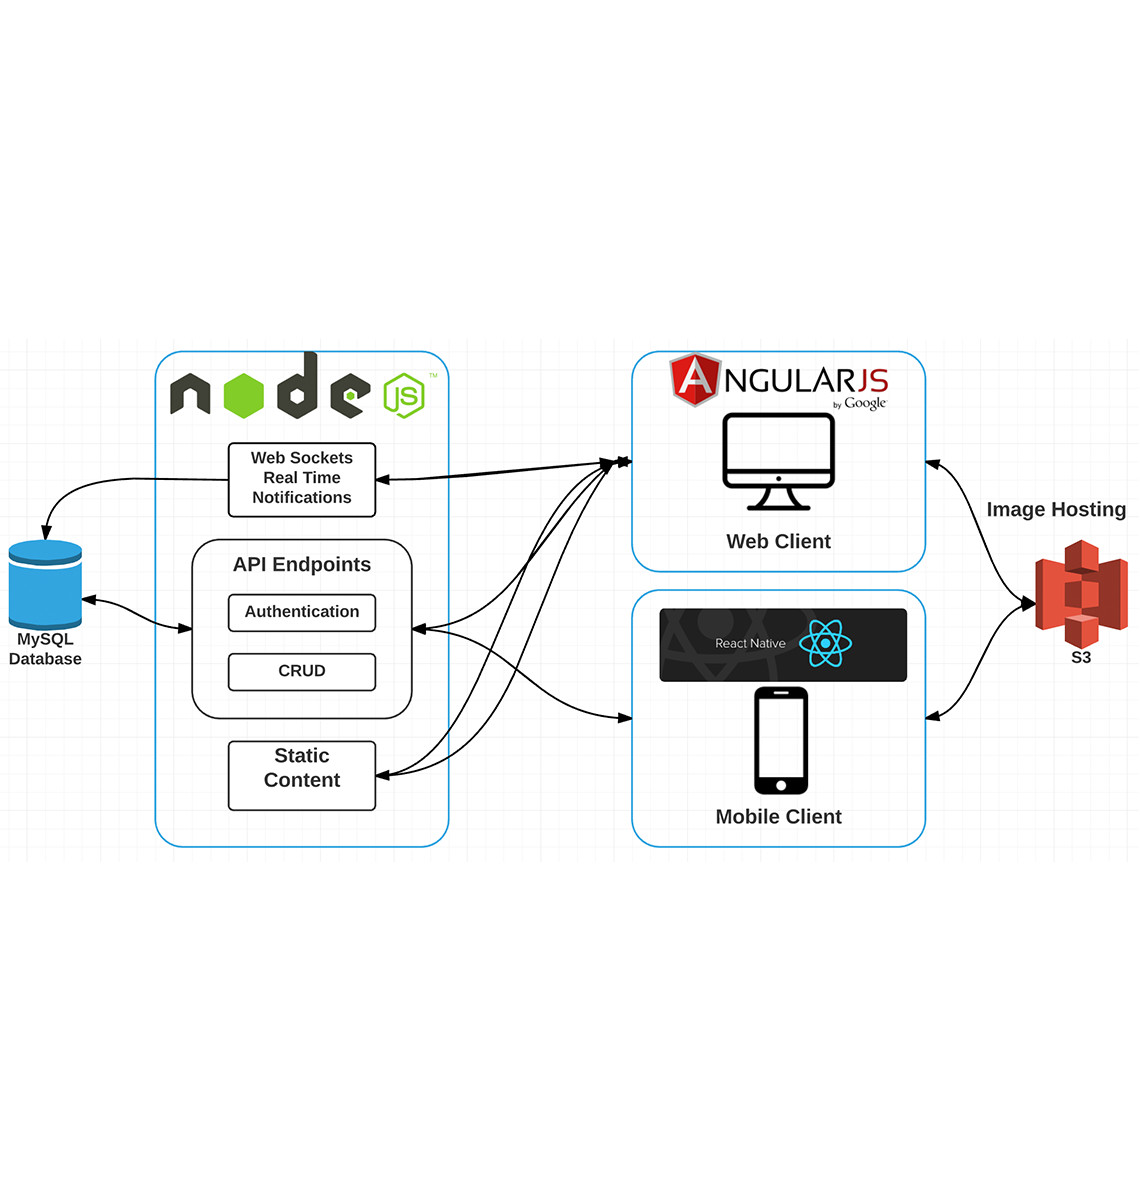 node
JS
™
Web Sockets
Real Time
Notifications
API Endpoints
Authentication
CRUD
Static
Content
MySQL
Database
ANGULARJS
by Google
Web Client
React Native
Mobile Client
Image Hosting
S3